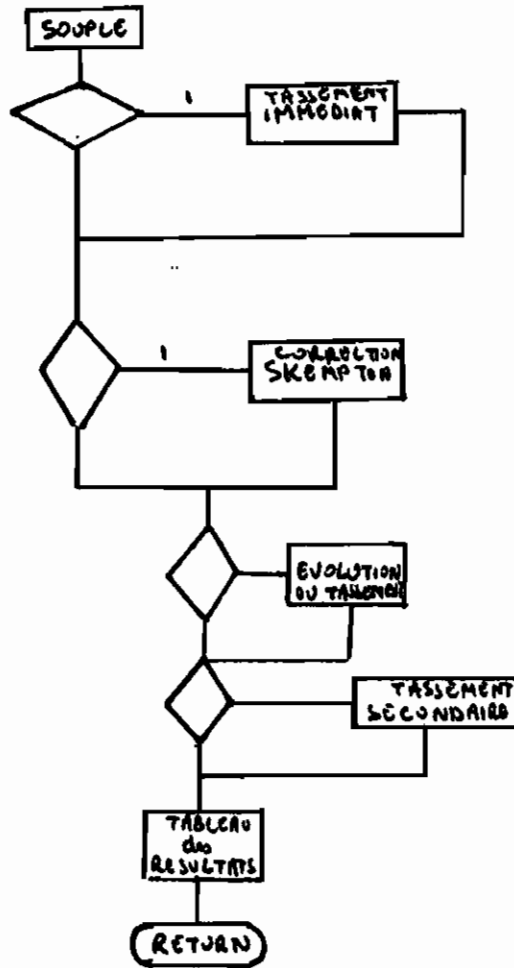 SOUPLE
1
TASSEMENT
IMMEDIAT
1
CORRECTION
SKEMPTON
EVOLUTION
DU TASSEMENT
TASSEMENT
SECONDAIRE
TABLEAU
des
RESULTATS
RETURN